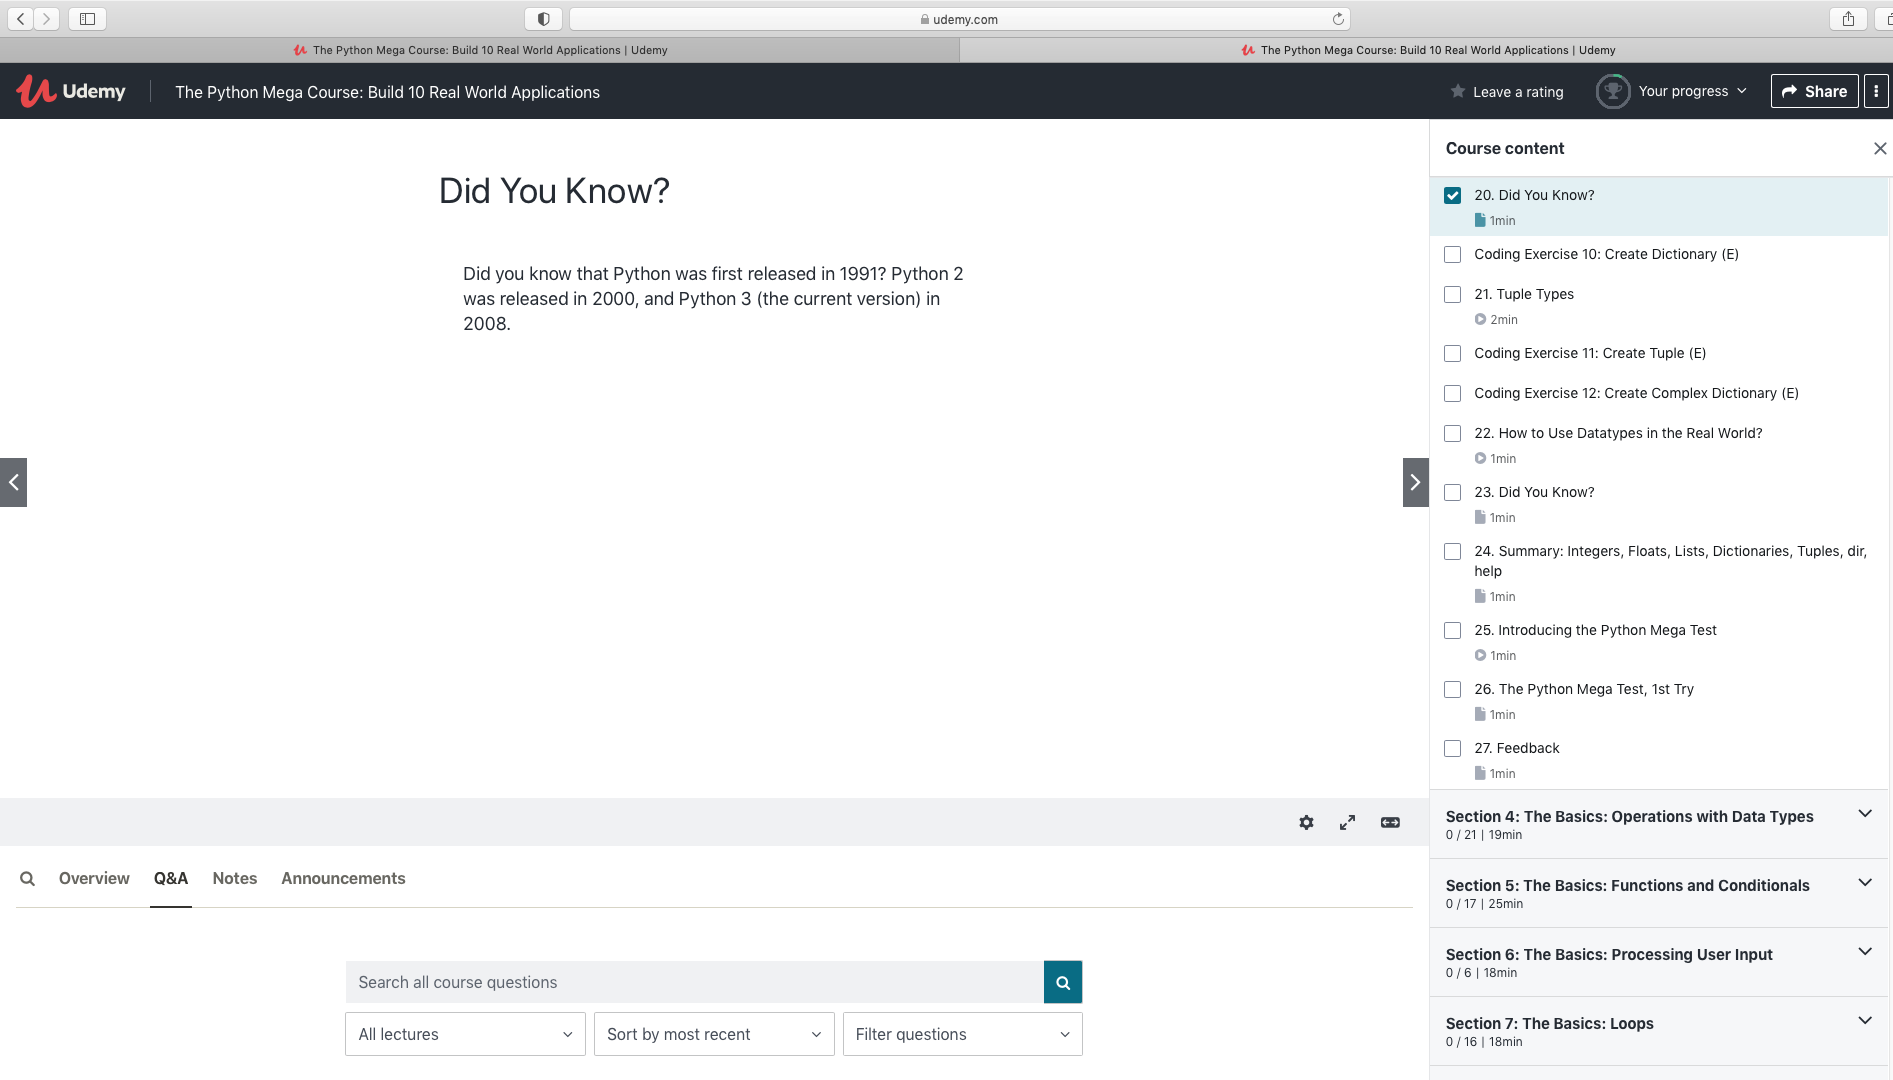 udemy.com
The Python Mega Course: Build 10 Real World Applications | Udemy
The Python Mega Course: Build 10 Real World Applications | Udemy
Udemy
The Python Mega Course: Build 10 Real World Applications
Leave a rating
Your progress
Share
Did You Know?
Did you know that Python was first released in 1991? Python 2
was released in 2000, and Python 3 (the current version) in
2008.
Overview
Q&A
Notes
Announcements
Search all course questions
All lectures
Sort by most recent
Filter questions
Course content
20. Did You Know?
1min
Coding Exercise 10: Create Dictionary (E)
21. Tuple Types
2min
Coding Exercise 11: Create Tuple (E)
Coding Exercise 12: Create Complex Dictionary (E)
22. How to Use Datatypes in the Real World?
1min
23. Did You Know?
1min
24. Summary: Integers, Floats, Lists, Dictionaries, Tuples, dir,
help
1min
25. Introducing the Python Mega Test
1min
26. The Python Mega Test, 1st Try
1min
27. Feedback
1min
Section 4: The Basics: Operations with Data Types
0 / 21 | 19min
Section 5: The Basics: Functions and Conditionals
0 / 17 | 25min
Section 6: The Basics: Processing User Input
0 / 6 | 18min
Section 7: The Basics: Loops
0 / 16 | 18min